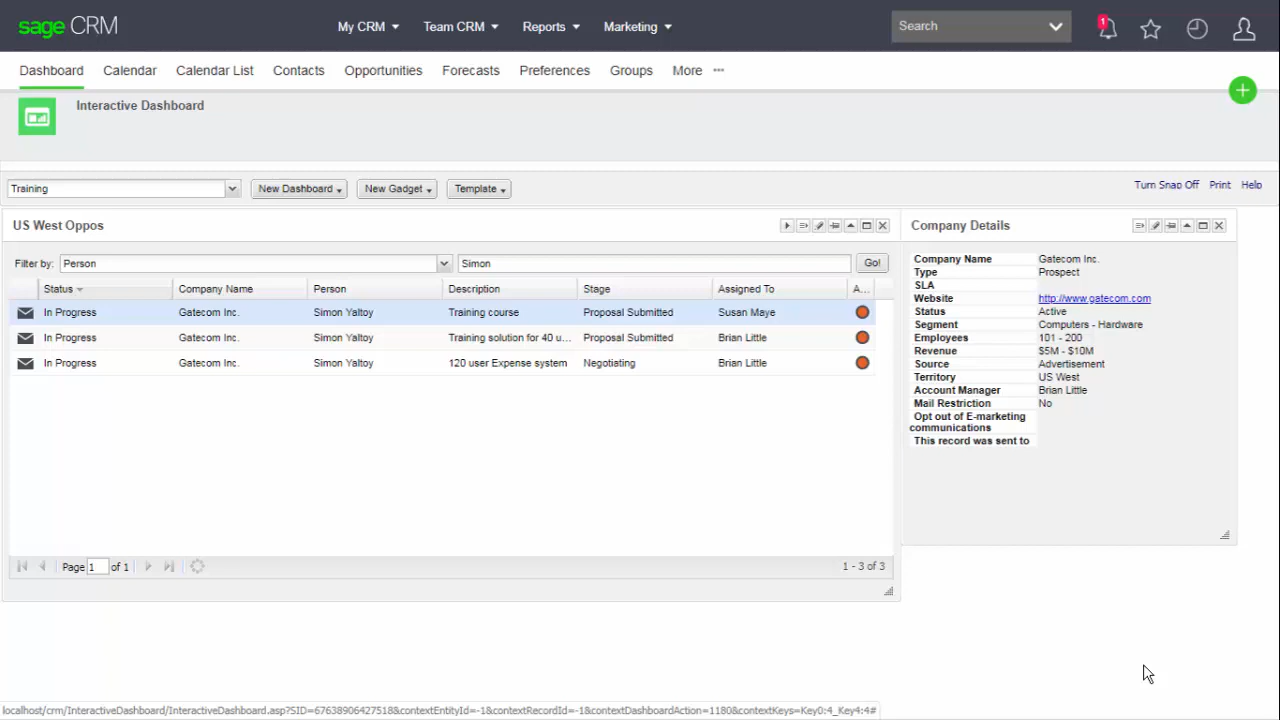 sage CRM
My CRM Team CRM Reports Marketing Search 1
Dashboard Calendar Calendar List Contacts Opportunities Forecasts Preferences Groups More
Interactive Dashboard
Training New Dashboard New Gadget Template Turn Snap Off Print Help
US West Oppos
Filter by: Person Simon Go!
Status Company Name Person Description Stage Assigned To A...
In Progress Gatecom Inc. Simon Yaltoy Training course Proposal Submitted Susan Maye
In Progress Gatecom Inc. Simon Yaltoy Training solution for 40 u... Proposal Submitted Brian Little
In Progress Gatecom Inc. Simon Yaltoy 120 user Expense system Negotiating Brian Little
Page 1 of 1 1 - 3 of 3
Company Details
Company Name Gatecom Inc.
Type Prospect
SLA
Website http://www.gatecom.com
Status Active
Segment Computers - Hardware
Employees 101 - 200
Revenue $5M - $10M
Source Advertisement
Territory US West
Account Manager Brian Little
Mail Restriction No
Opt out of E-marketing
communications
This record was sent to
localhost/crm/InteractiveDashboard/InteractiveDashboard.asp?SID=67638906427518&contextEntityId=-1&contextRecordId=-1&contextDashboardAction=1180&contextKeys=Key0:4_Key4:4#